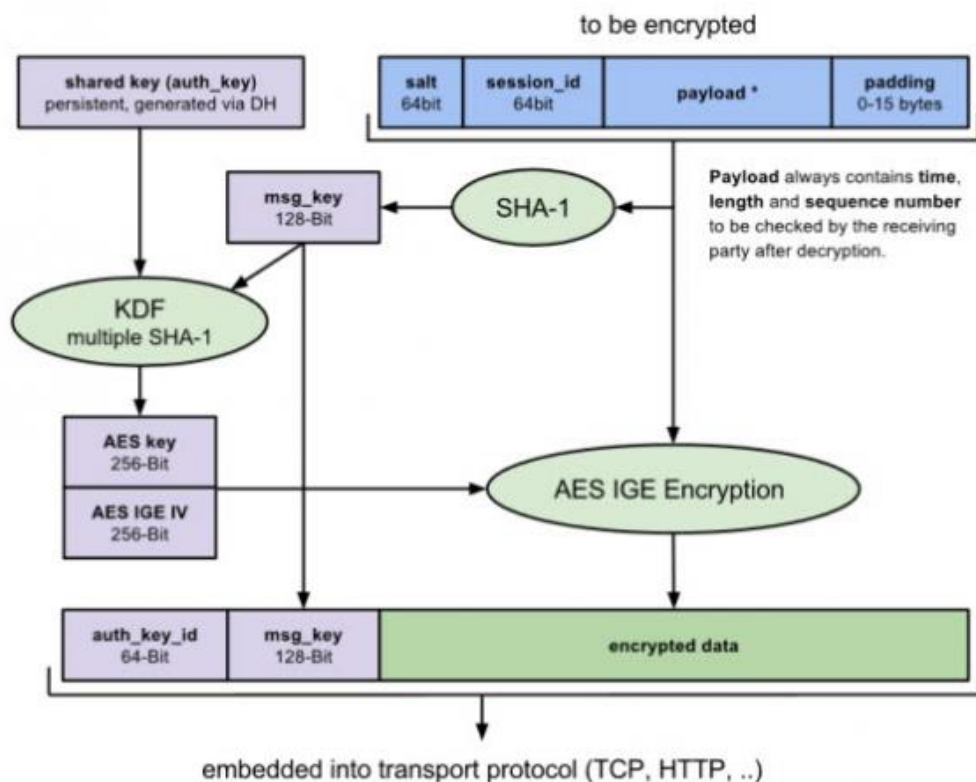 to be encrypted
shared key (auth_key)
persistent, generated via DH
salt
64bit
session_id
64bit
payload *
padding
0-15 bytes
Payload always contains time,
length and sequence number
to be checked by the receiving
party after decryption.
msg_key
128-Bit
SHA-1
KDF
multiple SHA-1
AES key
256-Bit
AES IGE IV
256-Bit
AES IGE Encryption
auth_key_id
64-Bit
msg_key
128-Bit
encrypted data
embedded into transport protocol (TCP, HTTP, ..)